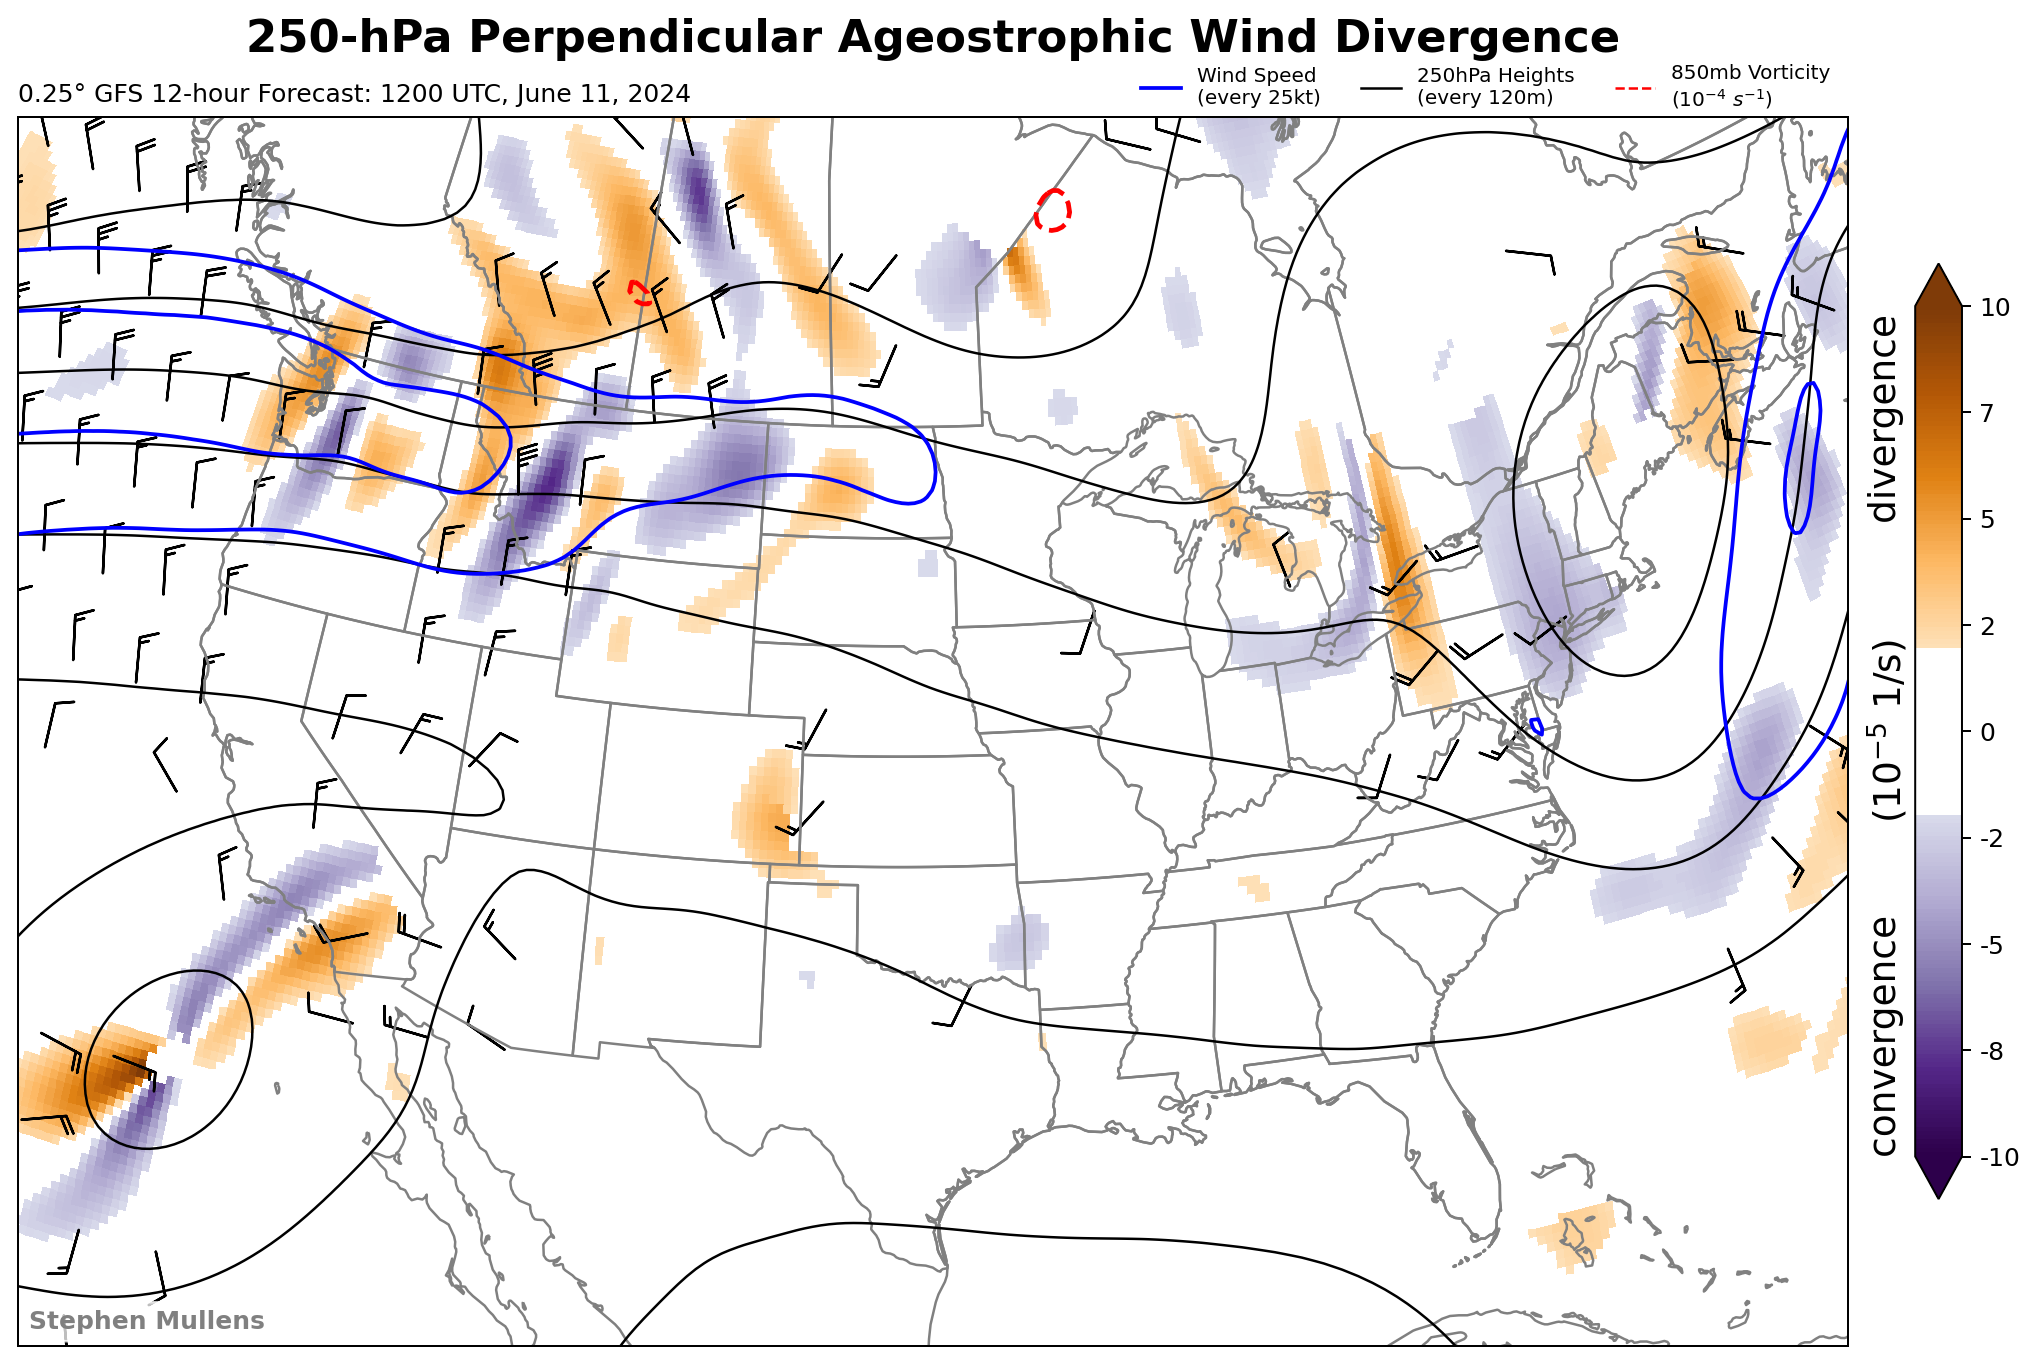 250-hPa Perpendicular Ageostrophic Wind Divergence
0.25° GFS 12-hour Forecast: 1200 UTC, June 11, 2024
Wind Speed
(every 25kt)
250hPa Heights
(every 120m)
850mb Vorticity
(10⁻⁴ s⁻¹)
10
7
5
2
0
-2
-5
-8
-10
convergence (10⁻⁵ 1/s) divergence
Stephen Mullens